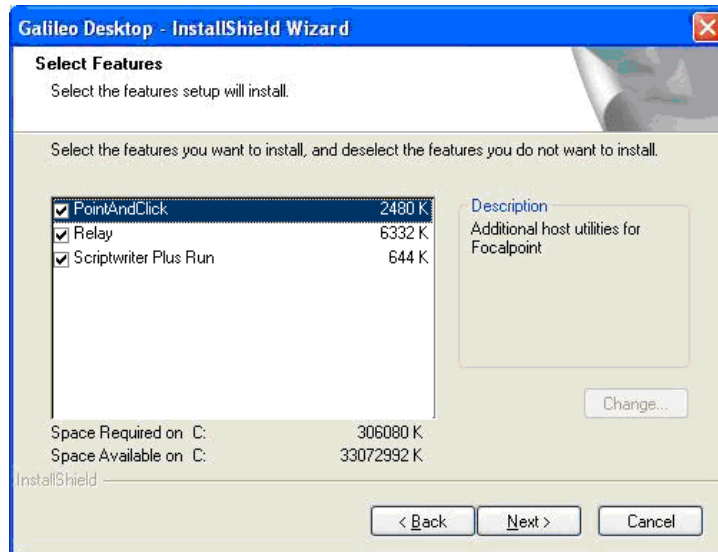 Galileo Desktop - InstallShield Wizard
Select Features
Select the features setup will install.
Select the features you want to install, and deselect the features you do not want to install.
PointAndClick 2480 K
Relay 6332 K
Scriptwriter Plus Run 644 K
Description
Additional host utilities for
Focalpoint
Change...
Space Required on C: 306080 K
Space Available on C: 33072992 K
InstallShield
< Back Next > Cancel